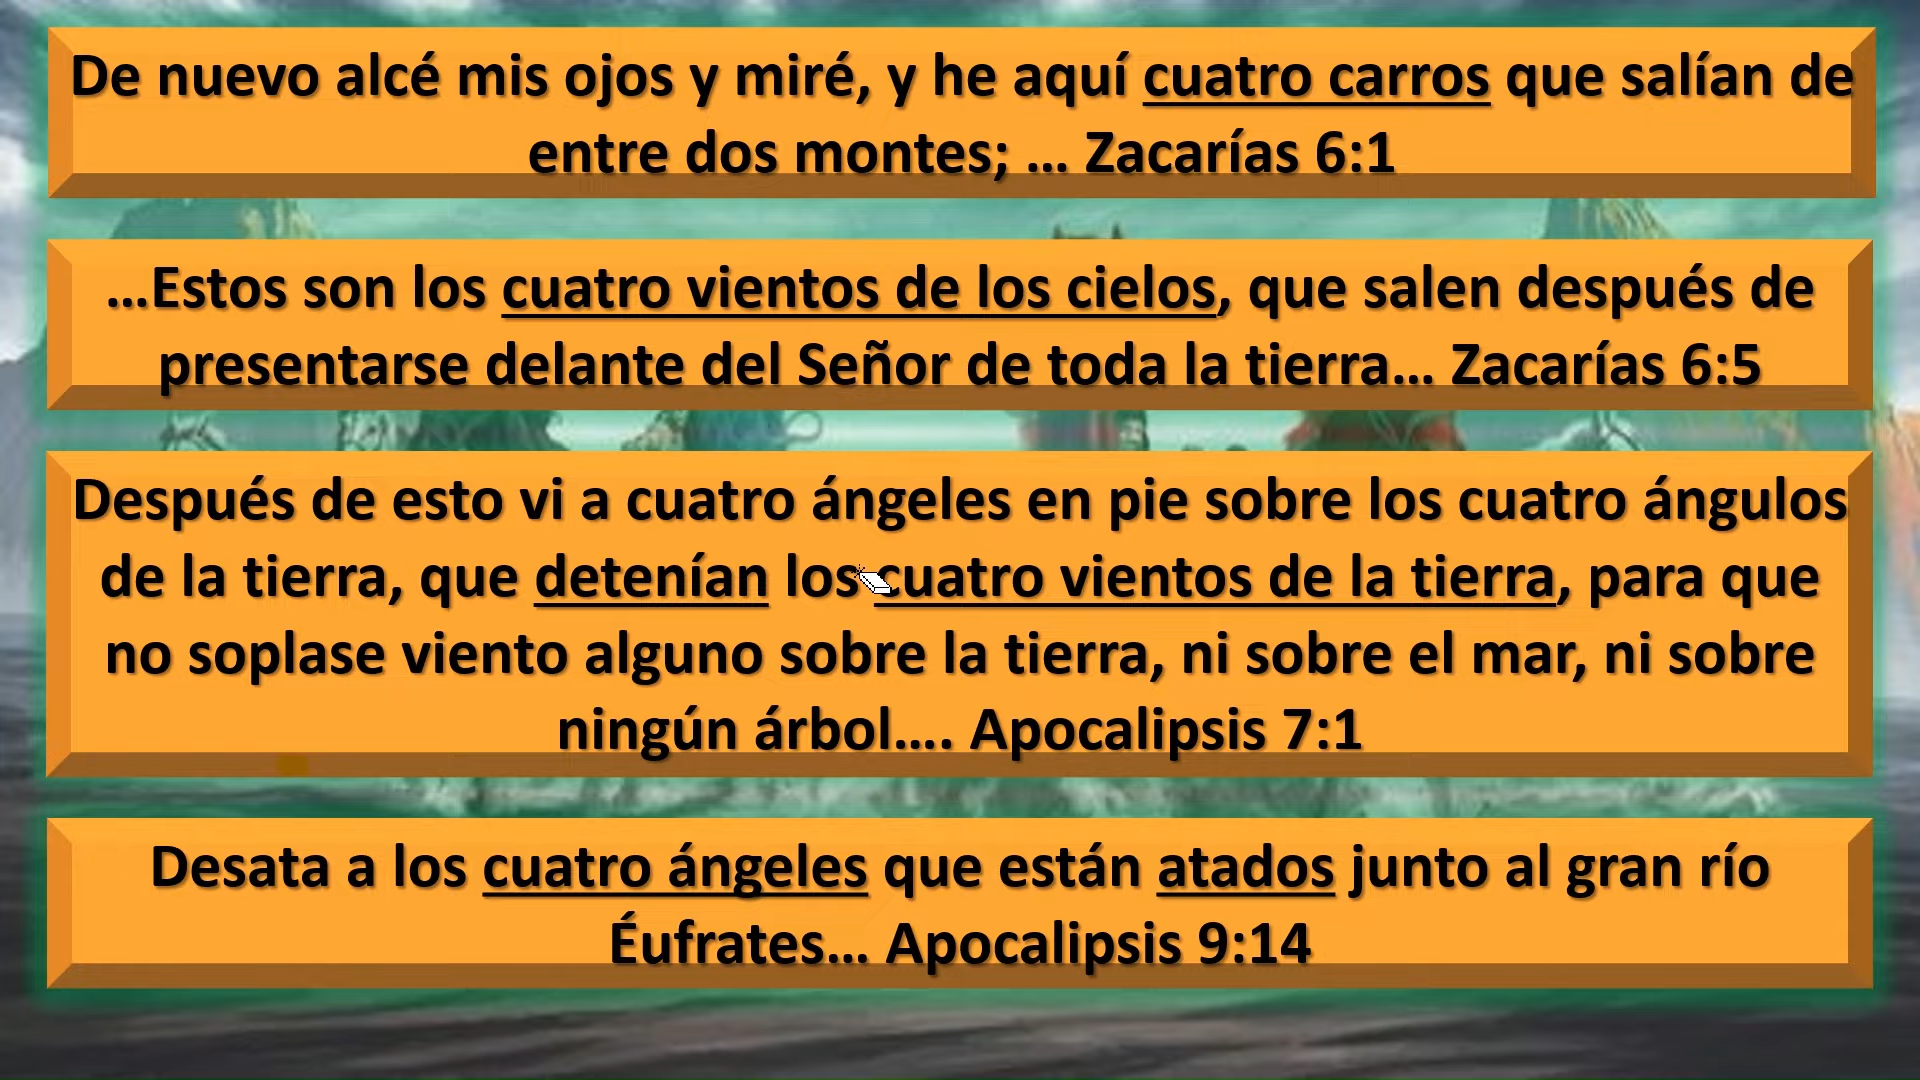 De nuevo alcé mis ojos y miré, y he aquí cuatro carros que salían de
entre dos montes; … Zacarías 6:1
…Estos son los cuatro vientos de los cielos, que salen después de
presentarse delante del Señor de toda la tierra… Zacarías 6:5
Después de esto vi a cuatro ángeles en pie sobre los cuatro ángulos
de la tierra, que detenían los cuatro vientos de la tierra, para que
no soplase viento alguno sobre la tierra, ni sobre el mar, ni sobre
ningún árbol…. Apocalipsis 7:1
Desata a los cuatro ángeles que están atados junto al gran río
Éufrates… Apocalipsis 9:14